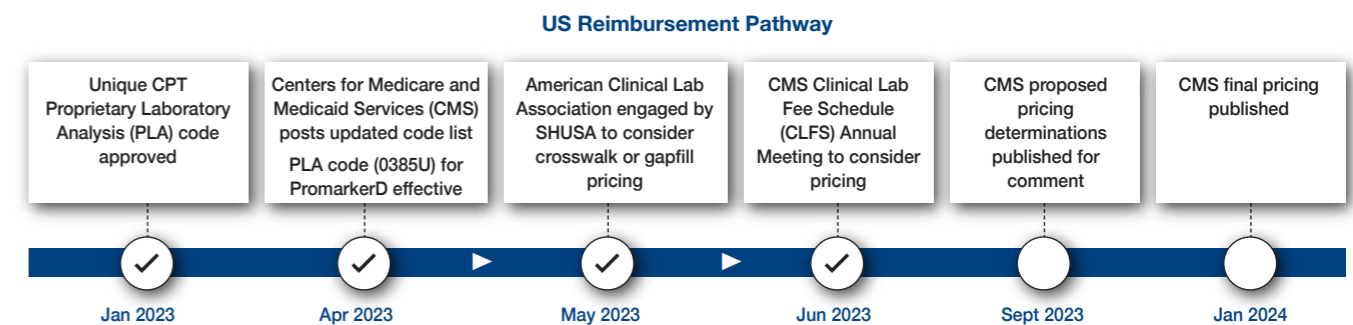 US Reimbursement Pathway
Unique CPT
Proprietary Laboratory
Analysis (PLA) code
approved
Centers for Medicare and
Medicaid Services (CMS)
posts updated code list
PLA code (0385U) for
PromarkerD effective
American Clinical Lab
Association engaged by
SHUSA to consider
crosswalk or gapfill
pricing
CMS Clinical Lab
Fee Schedule
(CLFS) Annual
Meeting to consider
pricing
CMS proposed
pricing
determinations
published for
comment
CMS final pricing
published
Jan 2023
Apr 2023
May 2023
Jun 2023
Sept 2023
Jan 2024